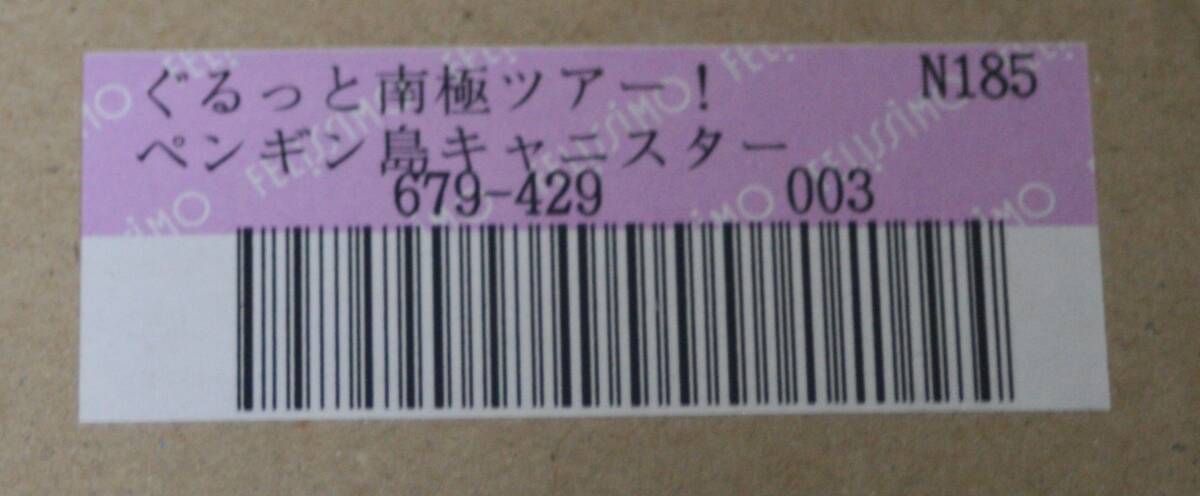 ぐるっと南極ツアー！ N185
ペンギン島キャニスター
679-429 003
FELISSIMO